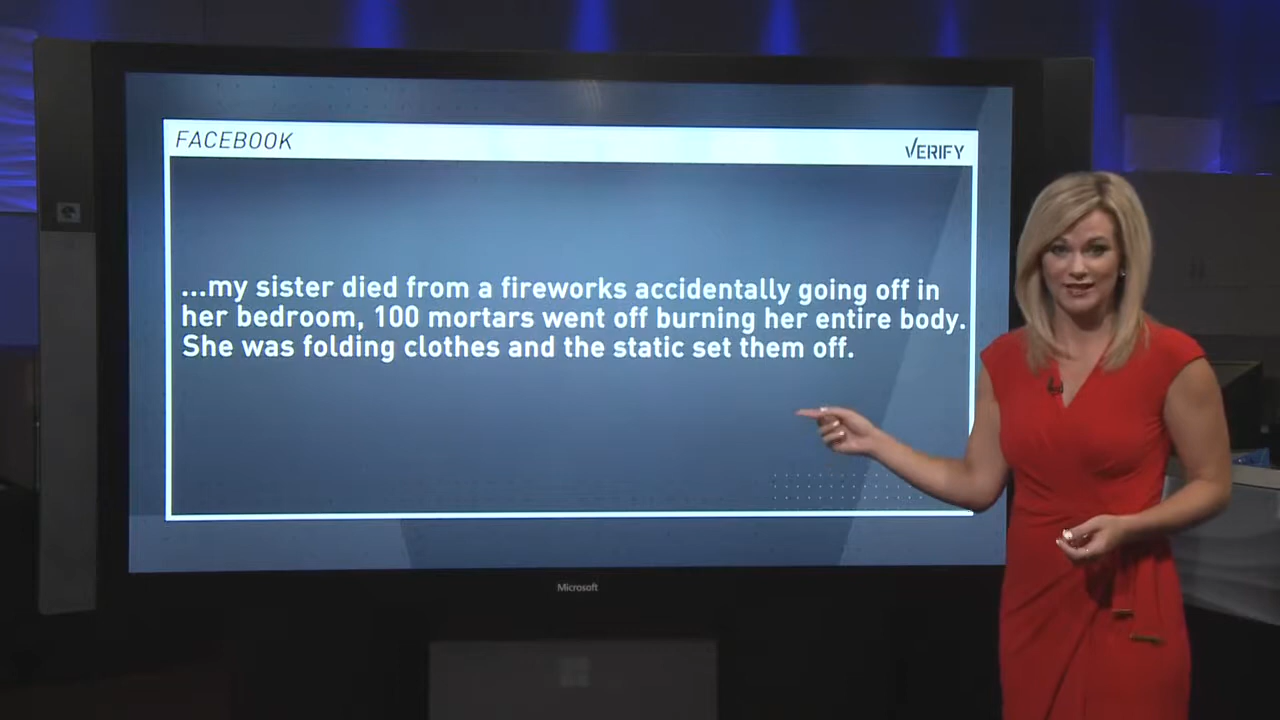 FACEBOOK
VERIFY
...my sister died from a fireworks accidentally going off in
her bedroom, 100 mortars went off burning her entire body.
She was folding clothes and the static set them off.
Microsoft